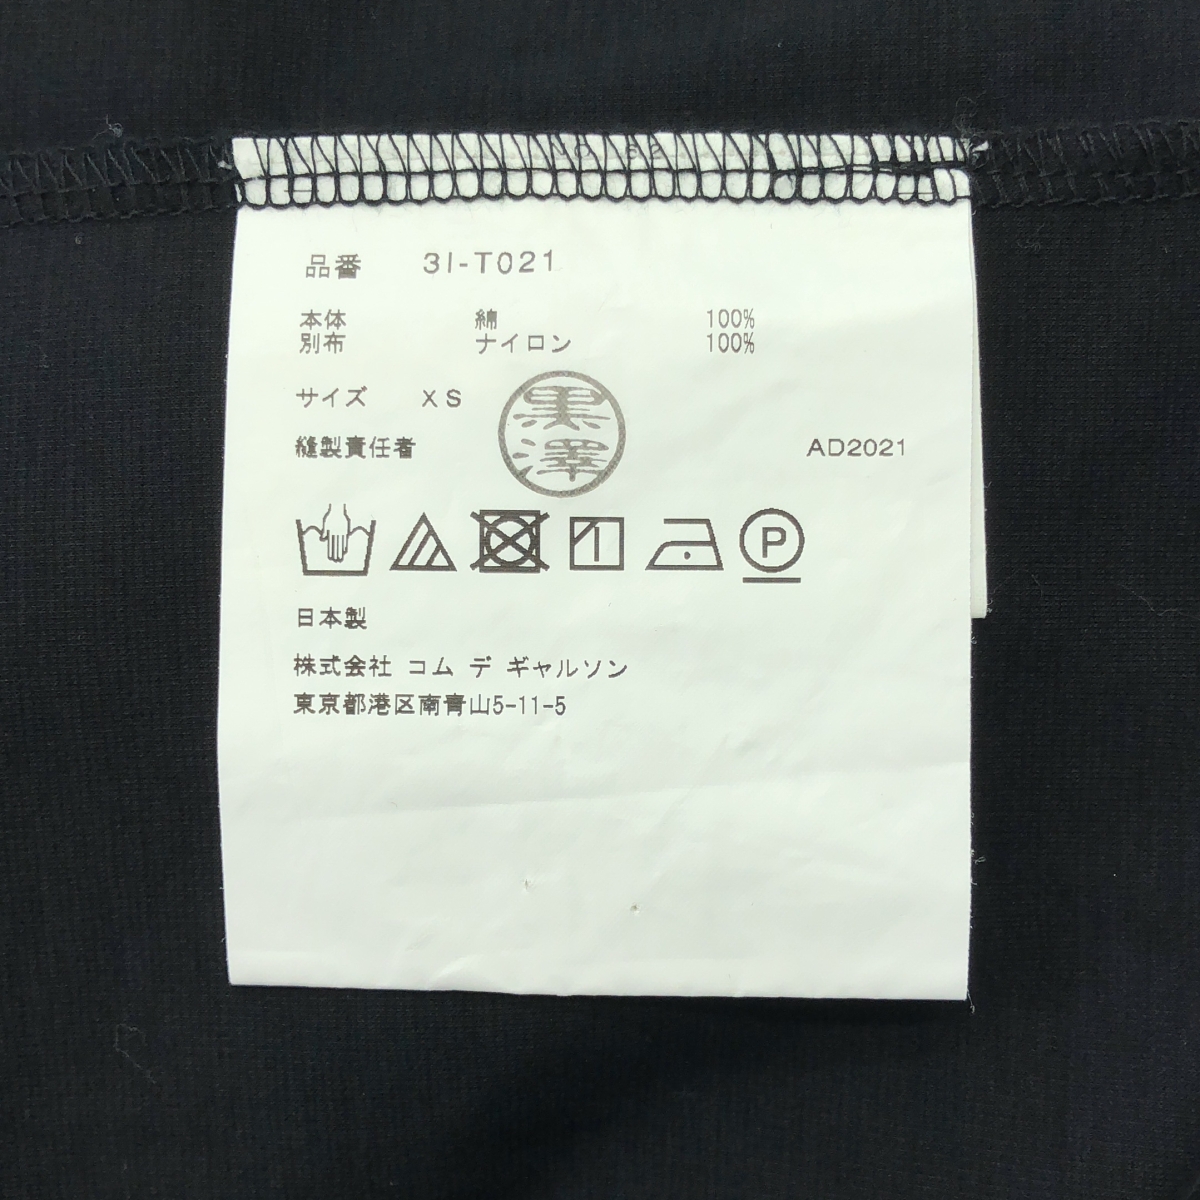 品番 3I-T021
本体 綿 100%
別布 ナイロン 100%
サイズ XS
縫製責任者 黒澤 AD2021
P
日本製
株式会社 コム デ ギャルソン
東京都港区南青山5-11-5